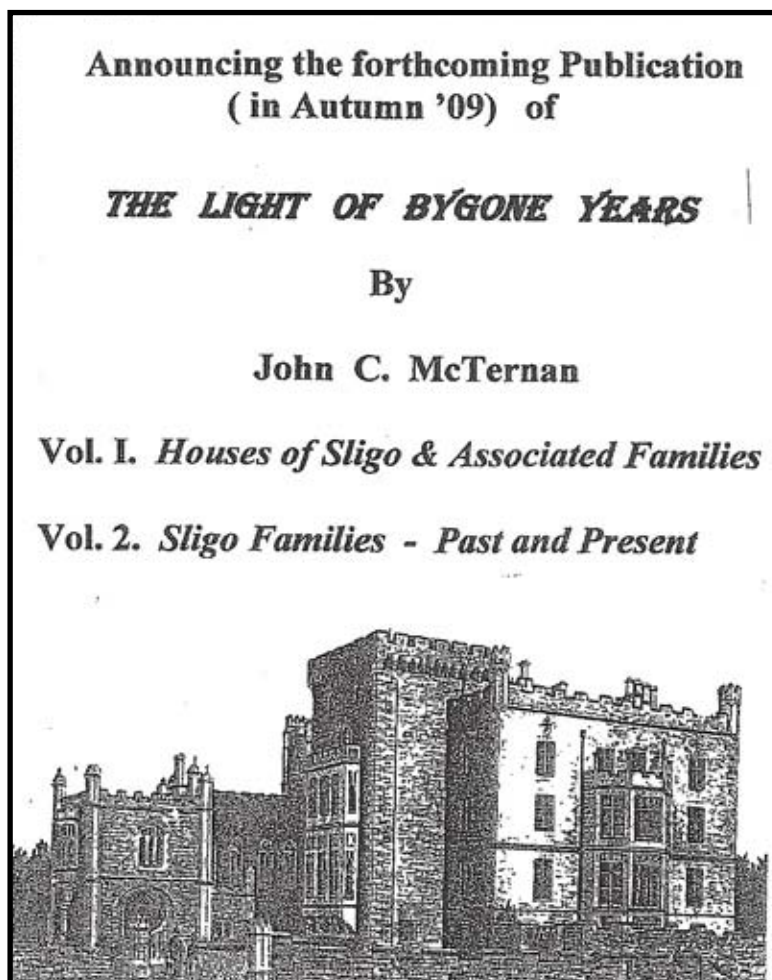 Announcing the forthcoming Publication
( in Autumn '09) of
THE LIGHT OF BYGONE YEARS
By
John C. McTernan
Vol. I. Houses of Sligo & Associated Families
Vol. 2. Sligo Families - Past and Present